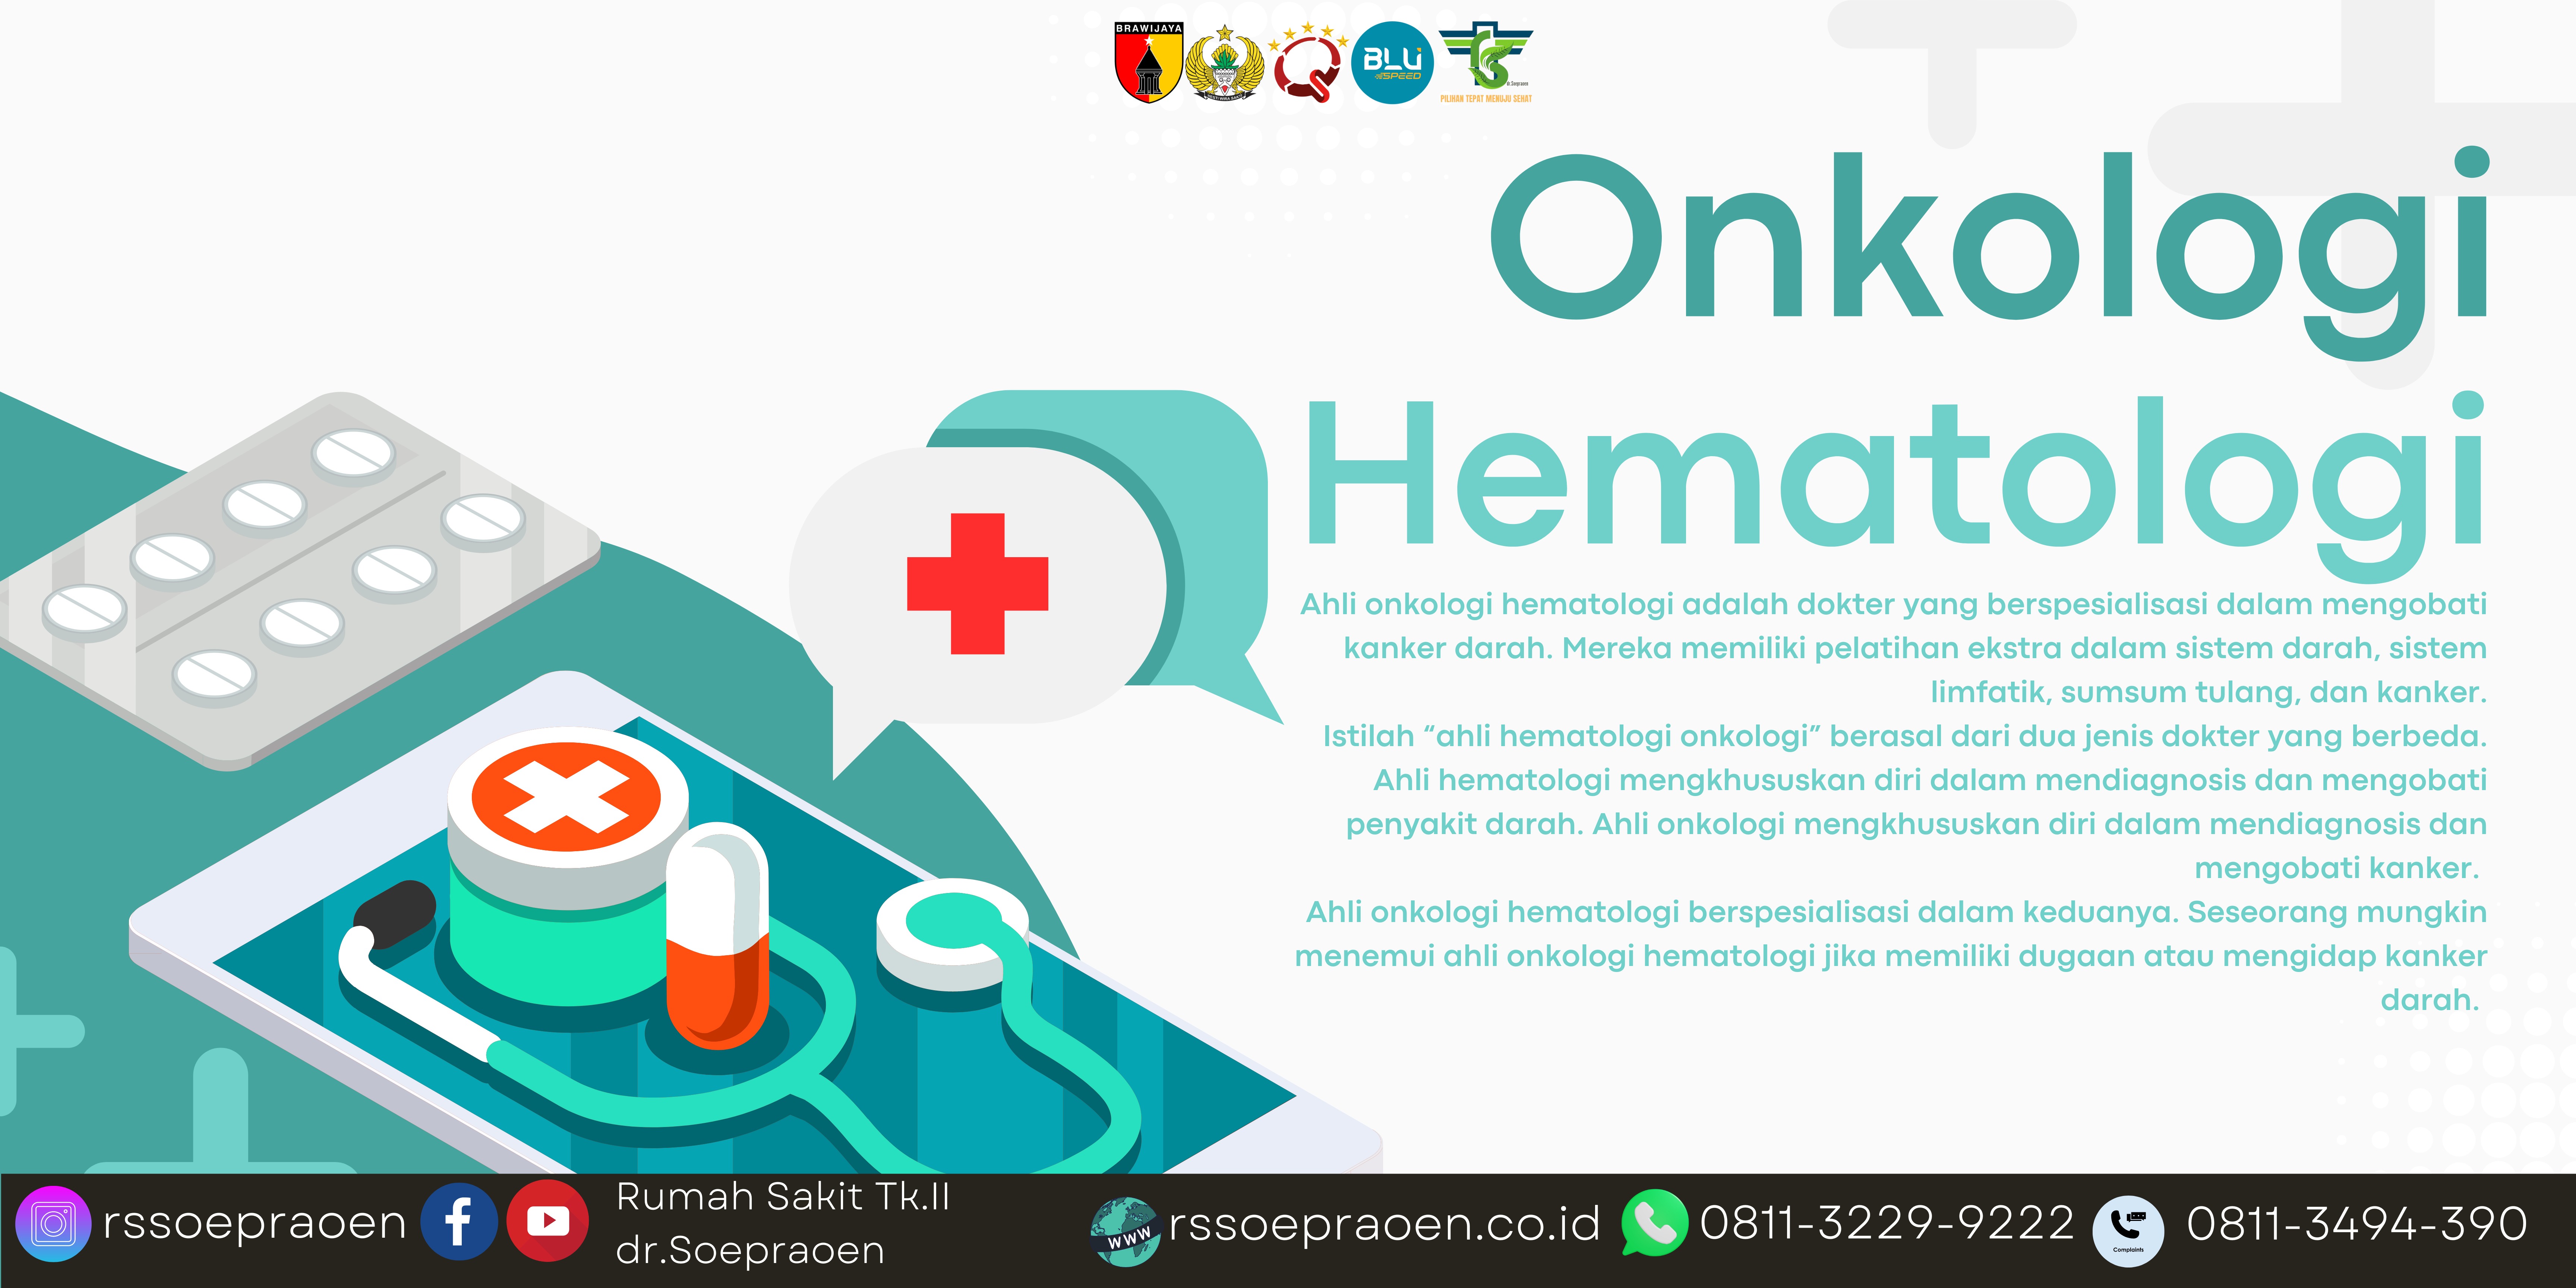 BRAWIJAYA
BLU
SPEED
dr.Soepraoen
PILIHAN TEPAT MENUJU SEHAT
Onkologi
Hematologi
Ahli onkologi hematologi adalah dokter yang berspesialisasi dalam mengobati
kanker darah. Mereka memiliki pelatihan ekstra dalam sistem darah, sistem
limfatik, sumsum tulang, dan kanker.
Istilah “ahli hematologi onkologi” berasal dari dua jenis dokter yang berbeda.
Ahli hematologi mengkhususkan diri dalam mendiagnosis dan mengobati
penyakit darah. Ahli onkologi mengkhususkan diri dalam mendiagnosis dan
mengobati kanker.
Ahli onkologi hematologi berspesialisasi dalam keduanya. Seseorang mungkin
menemui ahli onkologi hematologi jika memiliki dugaan atau mengidap kanker
darah.
rssoepraoen
Rumah Sakit Tk.II
dr.Soepraoen
www
rssoepraoen.co.id
0811-3229-9222
Complaints
0811-3494-390